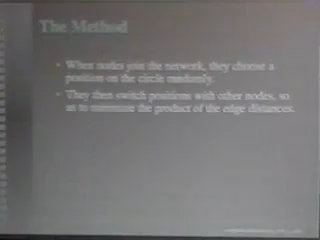 The Method
• When nodes join the network, they choose a
position on the circle randomly.
• They then switch positions with other nodes, so
as to minimize the product of the edge distances.